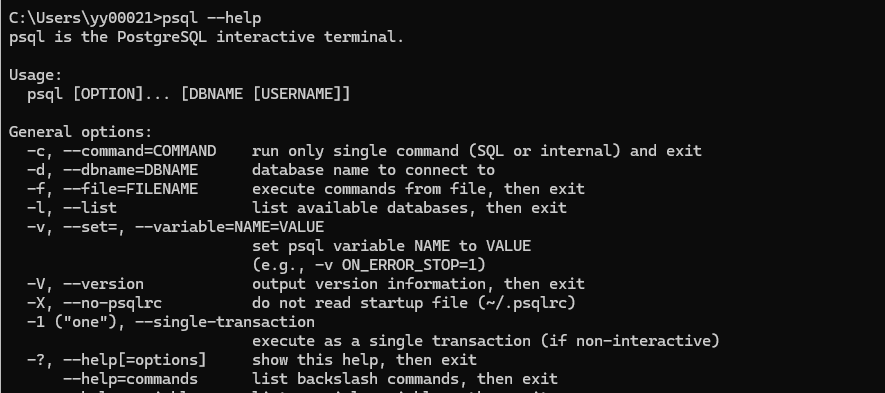 C:\Users\yy00021>psql --help
psql is the PostgreSQL interactive terminal.
Usage:
  psql [OPTION]... [DBNAME [USERNAME]]
General options:
  -c, --command=COMMAND    run only single command (SQL or internal) and exit
  -d, --dbname=DBNAME      database name to connect to
  -f, --file=FILENAME      execute commands from file, then exit
  -l, --list               list available databases, then exit
  -v, --set=, --variable=NAME=VALUE
                           set psql variable NAME to VALUE
                           (e.g., -v ON_ERROR_STOP=1)
  -V, --version            output version information, then exit
  -X, --no-psqlrc          do not read startup file (~/.psqlrc)
  -1 ("one"), --single-transaction
                           execute as a single transaction (if non-interactive)
  -?, --help[=options]     show this help, then exit
      --help=commands      list backslash commands, then exit